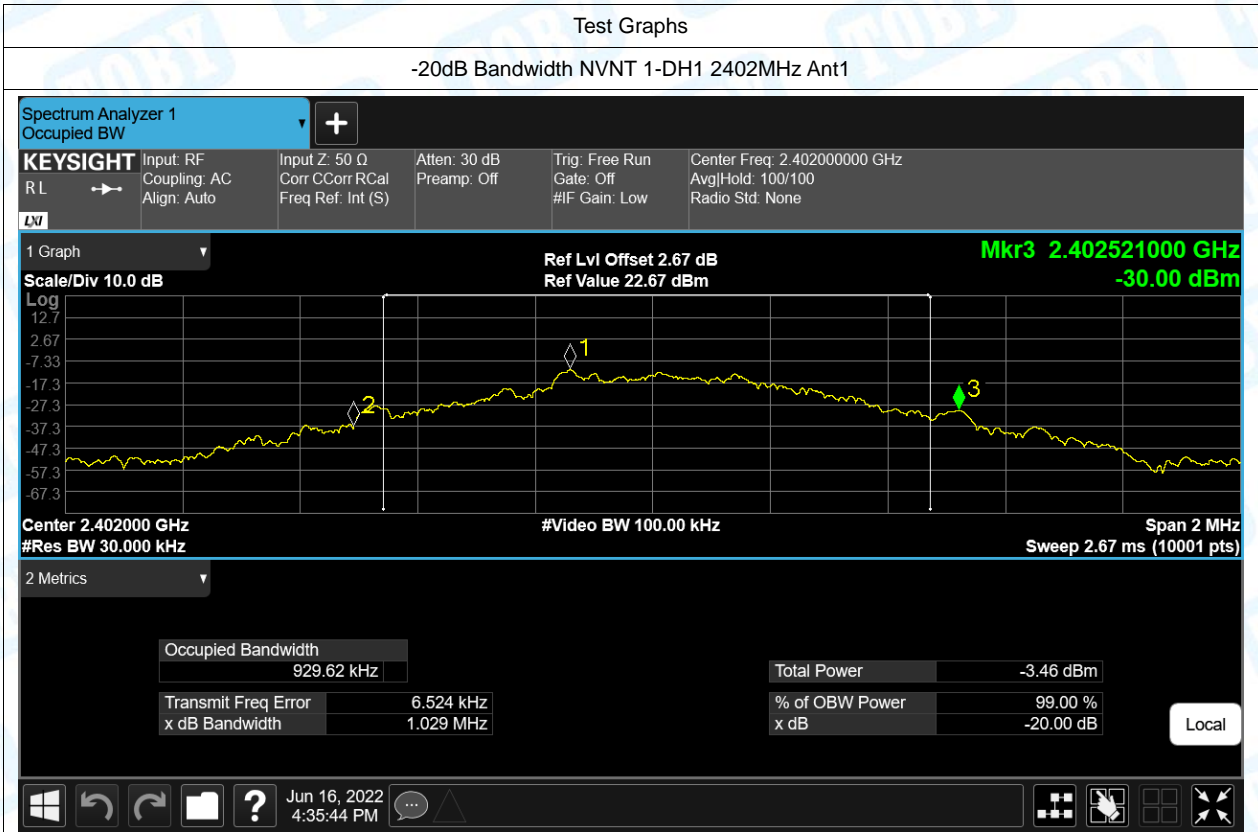 Test Graphs
-20dB Bandwidth NVNT 1-DH1 2402MHz Ant1
Spectrum Analyzer 1
Occupied BW
KEYSIGHT
R L
LXI
Input: RF
Coupling: AC
Align: Auto
Input Z: 50 Ω
Corr CCorr RCal
Freq Ref: Int (S)
Atten: 30 dB
Preamp: Off
Trig: Free Run
Gate: Off
#IF Gain: Low
Center Freq: 2.402000000 GHz
Avg|Hold: 100/100
Radio Std: None
1 Graph
Scale/Div 10.0 dB
Ref Lvl Offset 2.67 dB
Ref Value 22.67 dBm
Mkr3 2.402521000 GHz
-30.00 dBm
Log
12.7
2.67
-7.33
-17.3
-27.3
-37.3
-47.3
-57.3
-67.3
1
2
3
Center 2.402000 GHz
#Video BW 100.00 kHz
Span 2 MHz
#Res BW 30.000 kHz
Sweep 2.67 ms (10001 pts)
2 Metrics
Occupied Bandwidth
929.62 kHz
Total Power -3.46 dBm
Transmit Freq Error 6.524 kHz
% of OBW Power 99.00 %
x dB Bandwidth 1.029 MHz
x dB -20.00 dB
Local
Jun 16, 2022
4:35:44 PM
TOBY